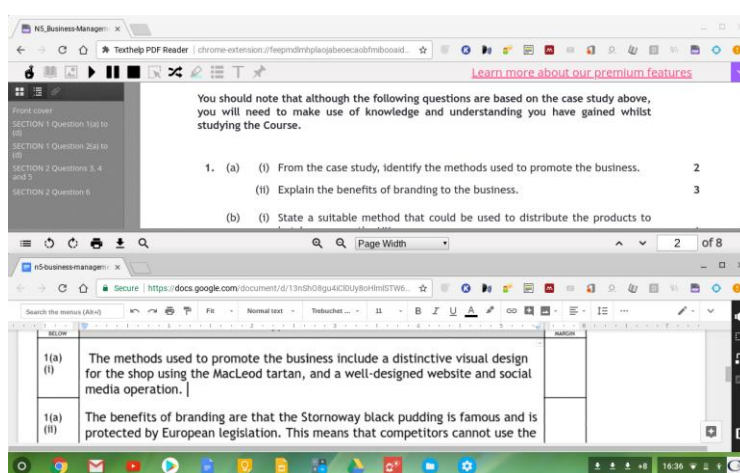 N5_Business-Managem
Texthelp PDF Reader | chrome-extension://feepmdlmhplaojabeoecaobfmibooaid...
Learn more about our premium features
Front cover
SECTION 1 Question 1(a) to
(d)
SECTION 1 Question 2(a) to
(d)
SECTION 2 Questions 3, 4
and 5
SECTION 2 Question 6
You should note that although the following questions are based on the case study above,
you will need to make use of knowledge and understanding you have gained whilst
studying the Course.
1. (a) (i) From the case study, identify the methods used to promote the business. 2
(ii) Explain the benefits of branding to the business. 3
(b) (i) State a suitable method that could be used to distribute the products to
Page Width 2 of 8
n5-business-manageme
Secure | https://docs.google.com/document/d/
Search the menus (Alt+/) Fit Normal text Trebuchet ... 11 B I U A
BELOW MARGIN
1(a) The methods used to promote the business include a distinctive visual design
(i) for the shop using the MacLeod tartan, and a well-designed website and social
media operation.
1(a) The benefits of branding are that the Stornoway black pudding is famous and is
(ii) protected by European legislation. This means that competitors cannot use the
+8 16:36